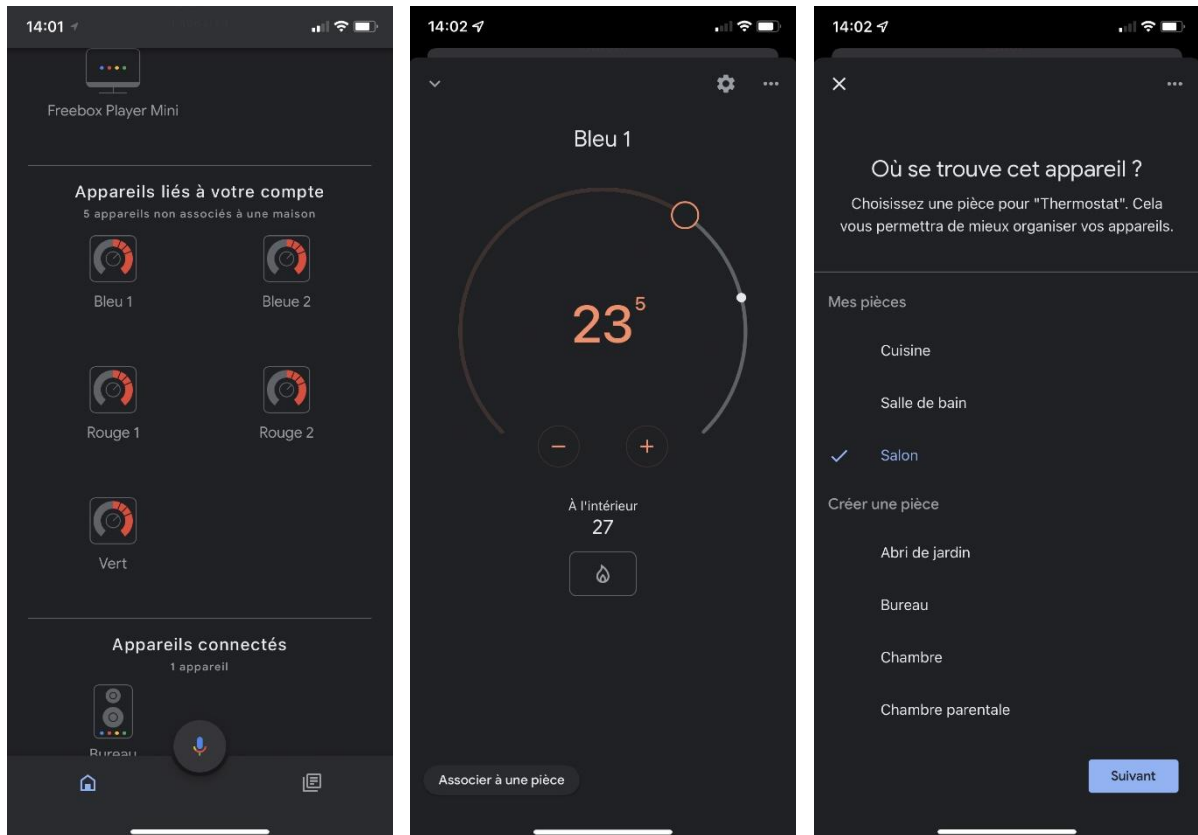 14:01
Freebox Player Mini
Appareils liés à votre compte
5 appareils non associés à une maison
Bleu 1
Bleue 2
Rouge 1
Rouge 2
Vert
Appareils connectés
1 appareil
Bureau
14:02
Bleu 1
23⁵
À l'intérieur
27
Associer à une pièce
14:02
Où se trouve cet appareil ?
Choisissez une pièce pour "Thermostat". Cela
vous permettra de mieux organiser vos appareils.
Mes pièces
Cuisine
Salle de bain
Salon
Créer une pièce
Abri de jardin
Bureau
Chambre
Chambre parentale
Suivant